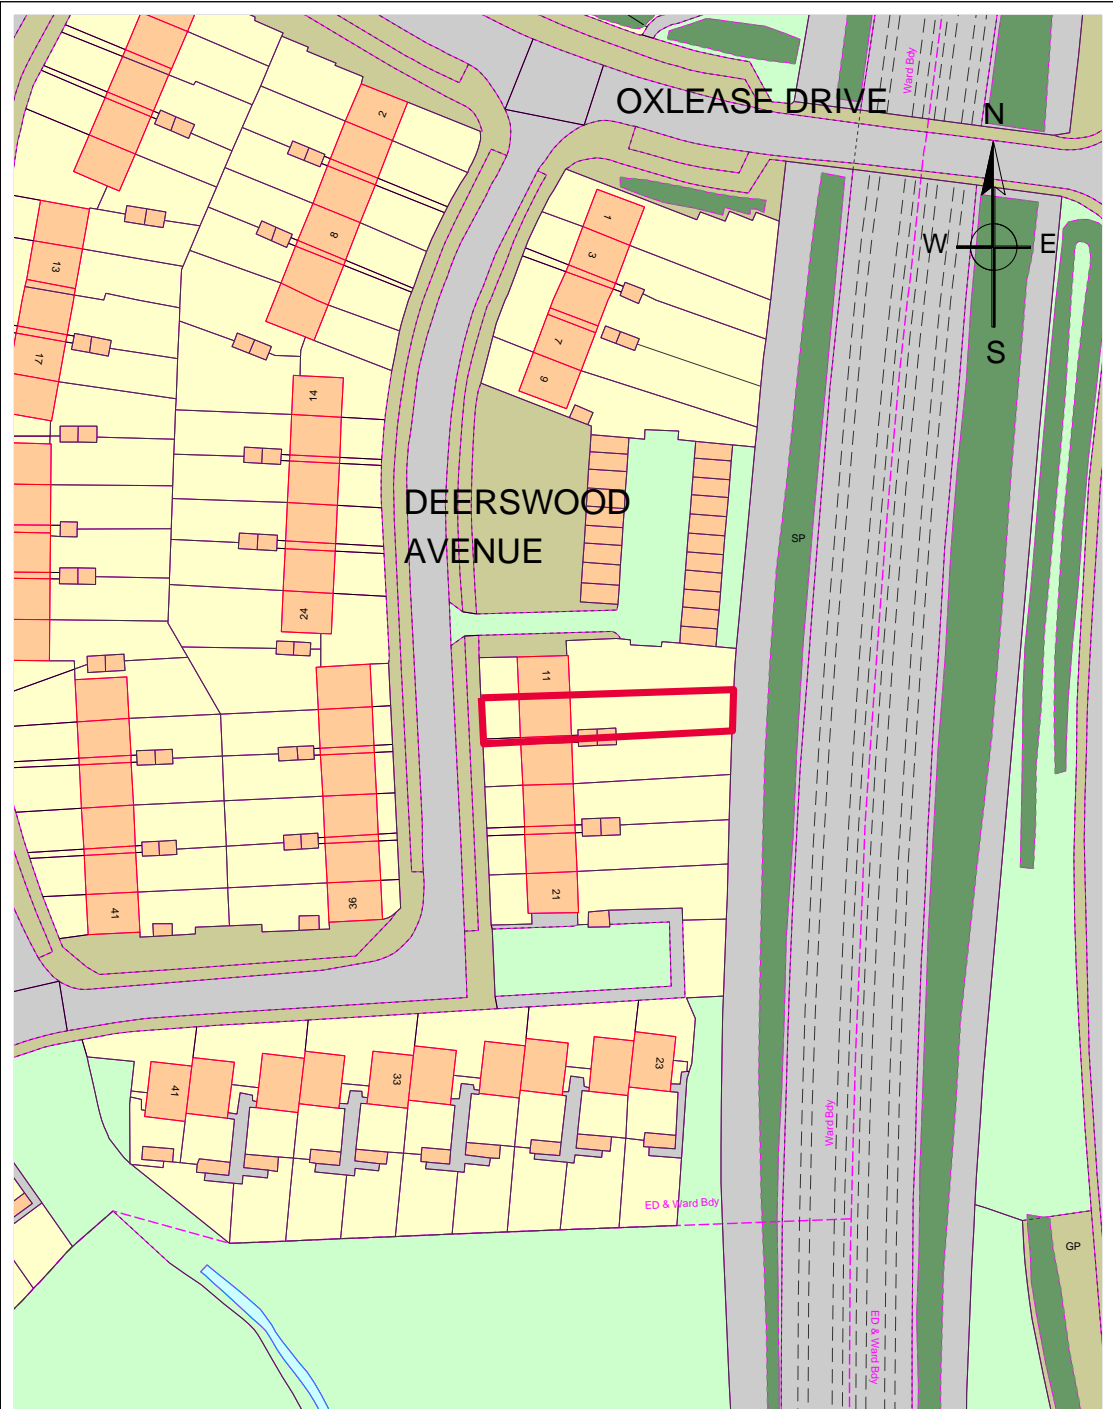 Ward Bdy
OXLEASE DRIVE
N
2
1
8
W
E
3
13
S
7
17
9
14
DEERSWOOD
SP
AVENUE
24
11
21
36
41
23
33
41
Ward Bdy
ED & Ward Bdy
GP
ED & Ward Bdy